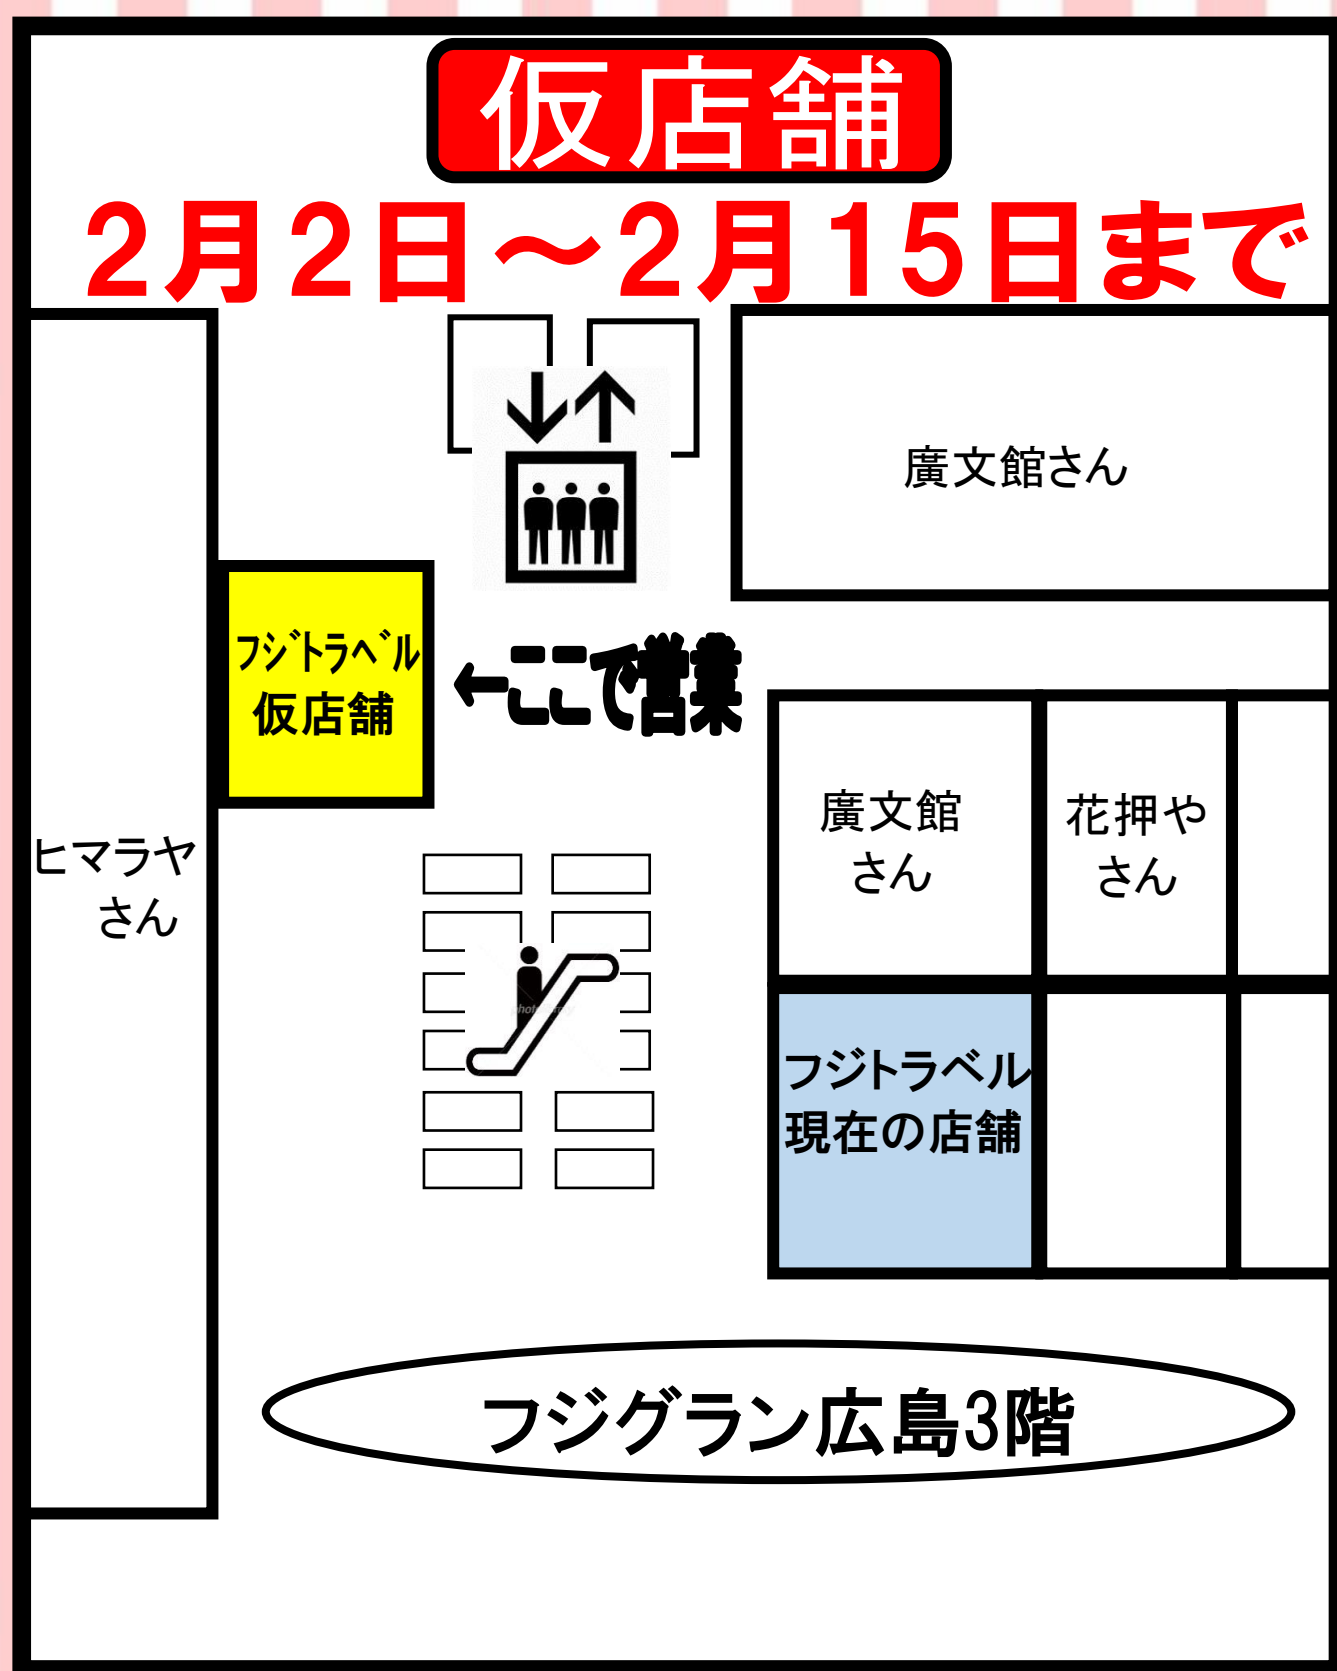 仮店舗
2月2日～2月15日まで
廣文館さん
フジトラベル
仮店舗
←ここで営業
廣文館
さん
花押や
さん
ヒマラヤ
さん
フジトラベル
現在の店舗
フジグラン広島3階